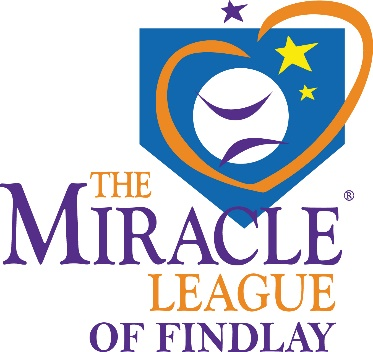 THE
MIRACLE®
LEAGUE
OF FINDLAY